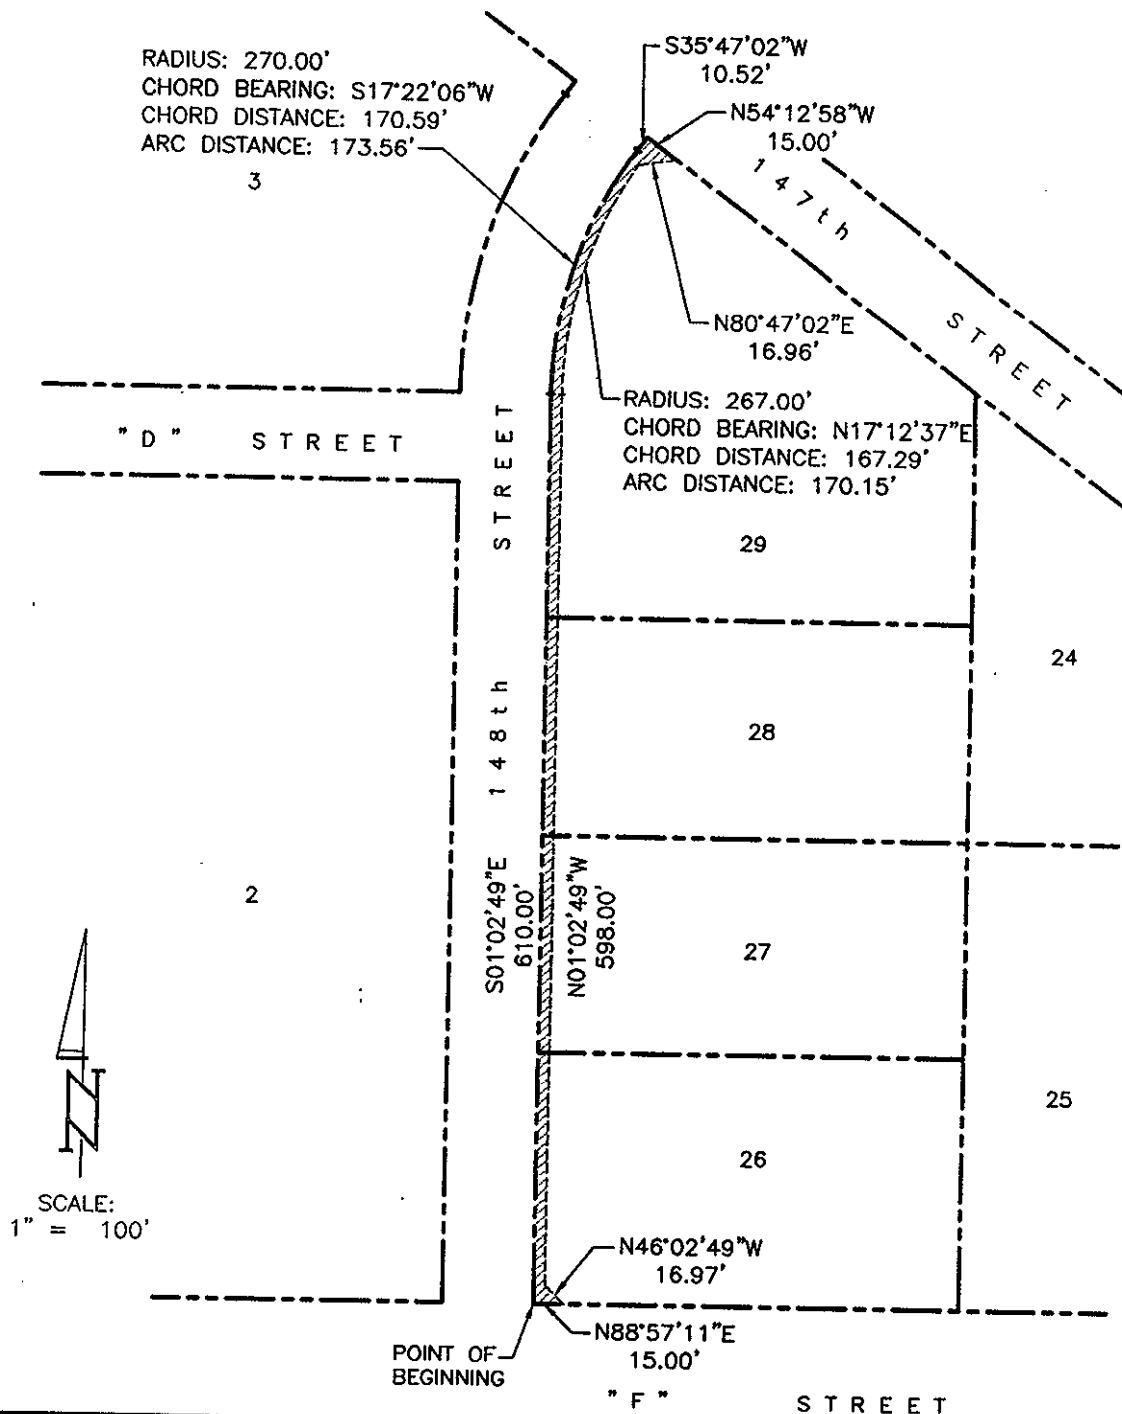 RADIUS: 270.00'
CHORD BEARING: S17°22'06"W
CHORD DISTANCE: 170.59'
ARC DISTANCE: 173.56'
3
S35°47'02"W
10.52'
N54°12'58"W
15.00'
147th STREET
N80°47'02"E
16.96'
RADIUS: 267.00'
CHORD BEARING: N17°12'37"E
CHORD DISTANCE: 167.29'
ARC DISTANCE: 170.15'
"D" STREET
148th STREET
29
24
28
2
S01°02'49"E
610.00'
N01°02'49"W
598.00'
27
25
26
N
SCALE:
1" = 100'
N46°02'49"W
16.97'
N88°57'11"E
15.00'
POINT OF
BEGINNING
"F" STREET